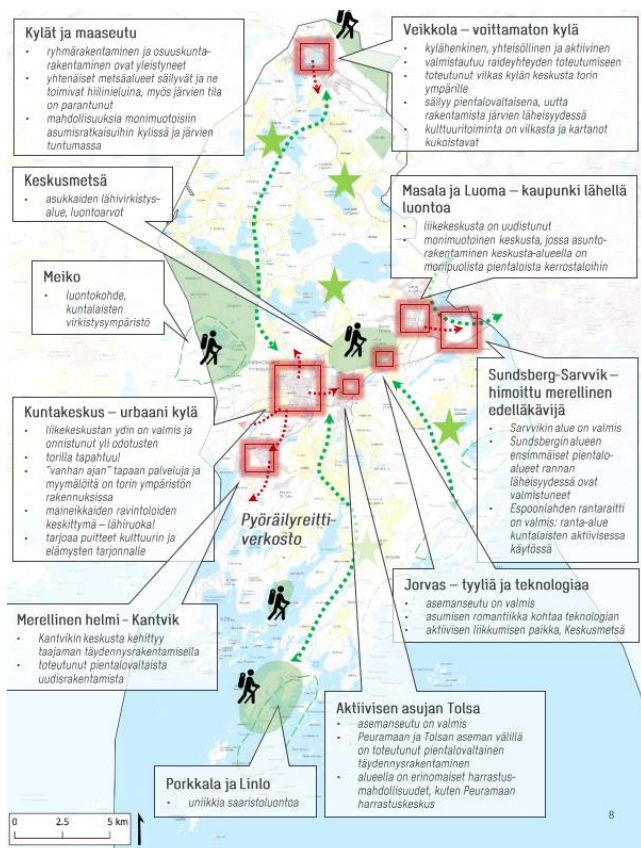 Kylät ja maaseutu
• ryhmärakentaminen ja osuuskunta-
rakentaminen ovat yleistyneet
• yhtenäiset metsäalueet säilyvät ja ne
toimivat hiilinieluina, myös järvien tila
on parantunut
• mahdollisuuksia monimuotoisiin
asumisratkaisuihin kylissä ja järvien
tuntumassa
Veikkola – voittamaton kylä
• kylähenkinen, yhteisöllinen ja aktiivinen
• valmistautuu raideyhteyden toteutumiseen
• toteutunut vilkas kylän keskusta torin
ympärille
• säilyy pientalovaltaisena, uutta
rakentamista järvien läheisyydessä
• kulttuuritoiminta on vilkasta ja kartanot
kukoistavat
Keskusmetsä
• asukkaiden lähivirkistys-
alue, luontoarvot
Masala ja Luoma – kaupunki lähellä
luontoa
• liikekeskusta on uudistunut
• monimuotoinen keskusta, jossa asunto-
rakentaminen keskusta-alueella on
monipuolista pientaloista kerrostaloihin
Meiko
• luontokohde,
kuntalaisten
virkistysympäristö
Sundsberg-Sarvvik –
himoittu merellinen
edelläkävijä
• Sarvvikin alue on valmis
• Sundsbergin alueen
ensimmäiset pientalo-
alueet rannan
läheisyydessä ovat
valmistuneet
• Espoonlahden rantaraitti
on valmis: ranta-alue
kuntalaisten aktiivisessa
käytössä
Kuntakeskus – urbaani kylä
• liikekeskustan ydin on valmis ja
onnistunut yli odotusten
• torilla tapahtuu!
• "vanhan ajan" tapaan palveluja ja
myymälöitä on torin ympäristön
rakennuksissa
• maineikkaiden ravintoloiden
keskittymä – lähiruoka!
• tarjoaa puitteet kulttuurin ja
elämysten tarjonnalle
Pyöräilyreitti-
verkosto
Jorvas – tyyliä ja teknologiaa
• asemanseutu on valmis
• asumisen romantiikka kohtaa teknologian
• aktiivisen liikkumisen paikka, Keskusmetsä
Merellinen helmi - Kantvik
• Kantvikin keskusta kehittyy
taajaman täydennysrakentamisella
• toteutunut pientalovaltaista
uudisrakentamista
Aktiivisen asujan Tolsa
• asemanseutu on valmis
• Peuramaan ja Tolsan aseman välillä
on toteutunut pientalovaltainen
täydennysrakentaminen
• alueella on erinomaiset harrastus-
mahdollisuudet, kuten Peuramaan
harrastuskeskus
Porkkala ja Linlo
• uniikkia saaristoluontoa
0 2.5 5 km
8